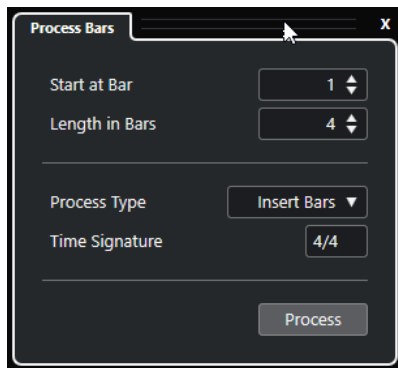 Process Bars X
Start at Bar 1
Length in Bars 4
Process Type Insert Bars
Time Signature 4/4
Process